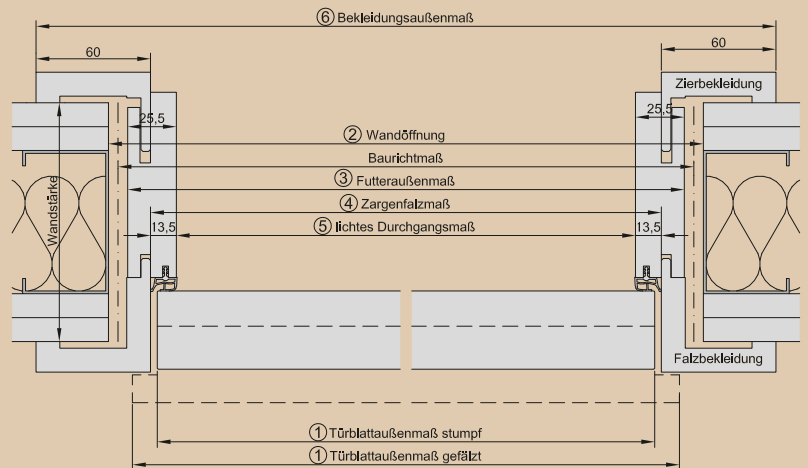 ⑥ Bekleidungsaußenmaß
60
60
Zierbekleidung
25,5
25,5
② Wandöffnung
Baurichtmaß
③ Futteraußenmaß
④ Zargenfalzmaß
13,5
⑤ lichtes Durchgangsmaß
13,5
Wandstärke
Falzbekleidung
① Türblattaußenmaß stumpf
① Türblattaußenmaß gefälzt